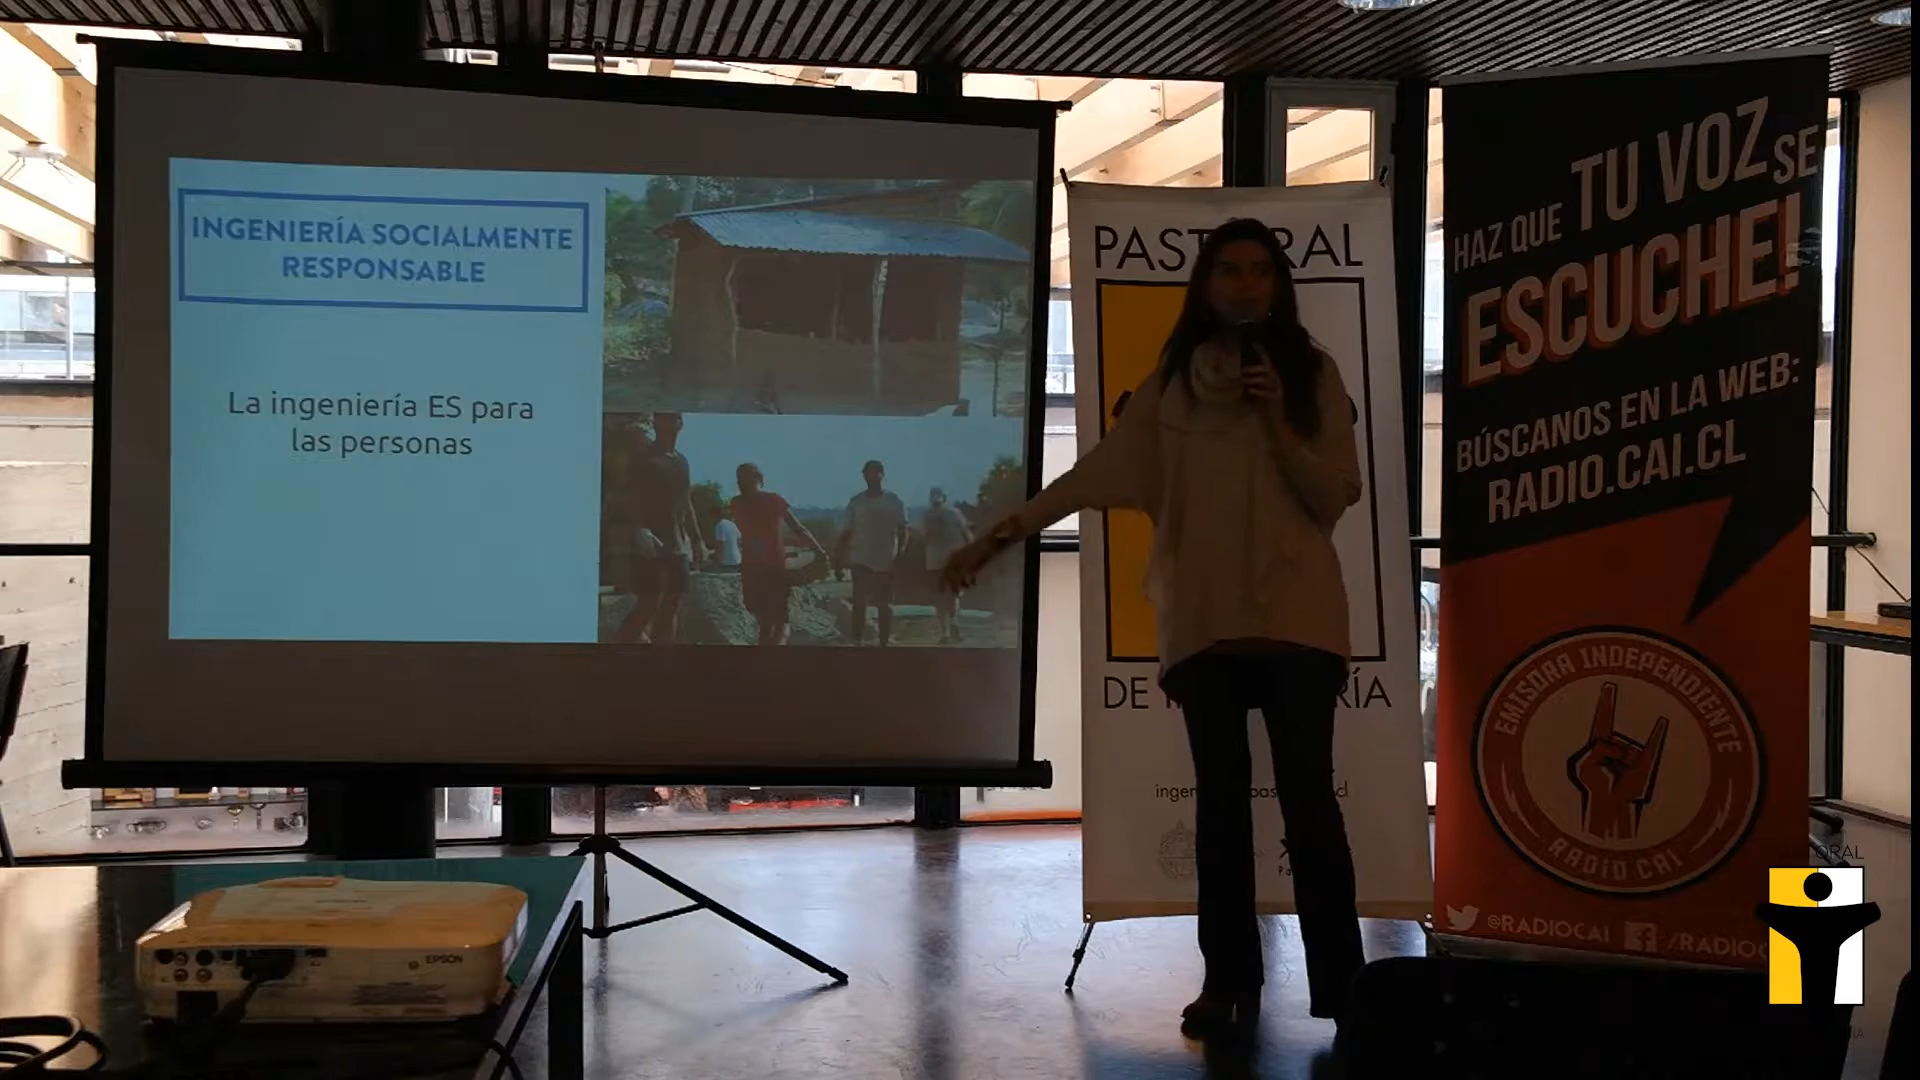 INGENIERÍA SOCIALMENTE
RESPONSABLE
La ingeniería ES para
las personas
PAST RAL
DE I RÍA
HAZ QUE TU VOZ SE
ESCUCHE!
BÚSCANOS EN LA WEB:
RADIO.CAI.CL
EMISORA INDEPENDIENTE
RADIO CAI
@RADIOCAI /RADIOC
EPSON